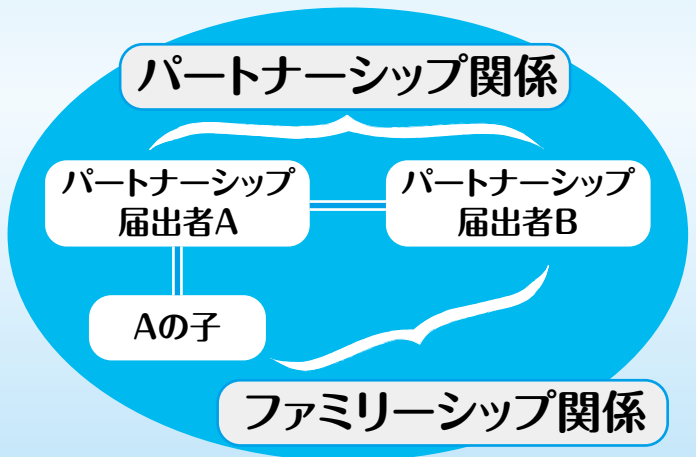 パートナーシップ関係
パートナーシップ
届出者A
パートナーシップ
届出者B
Aの子
ファミリーシップ関係